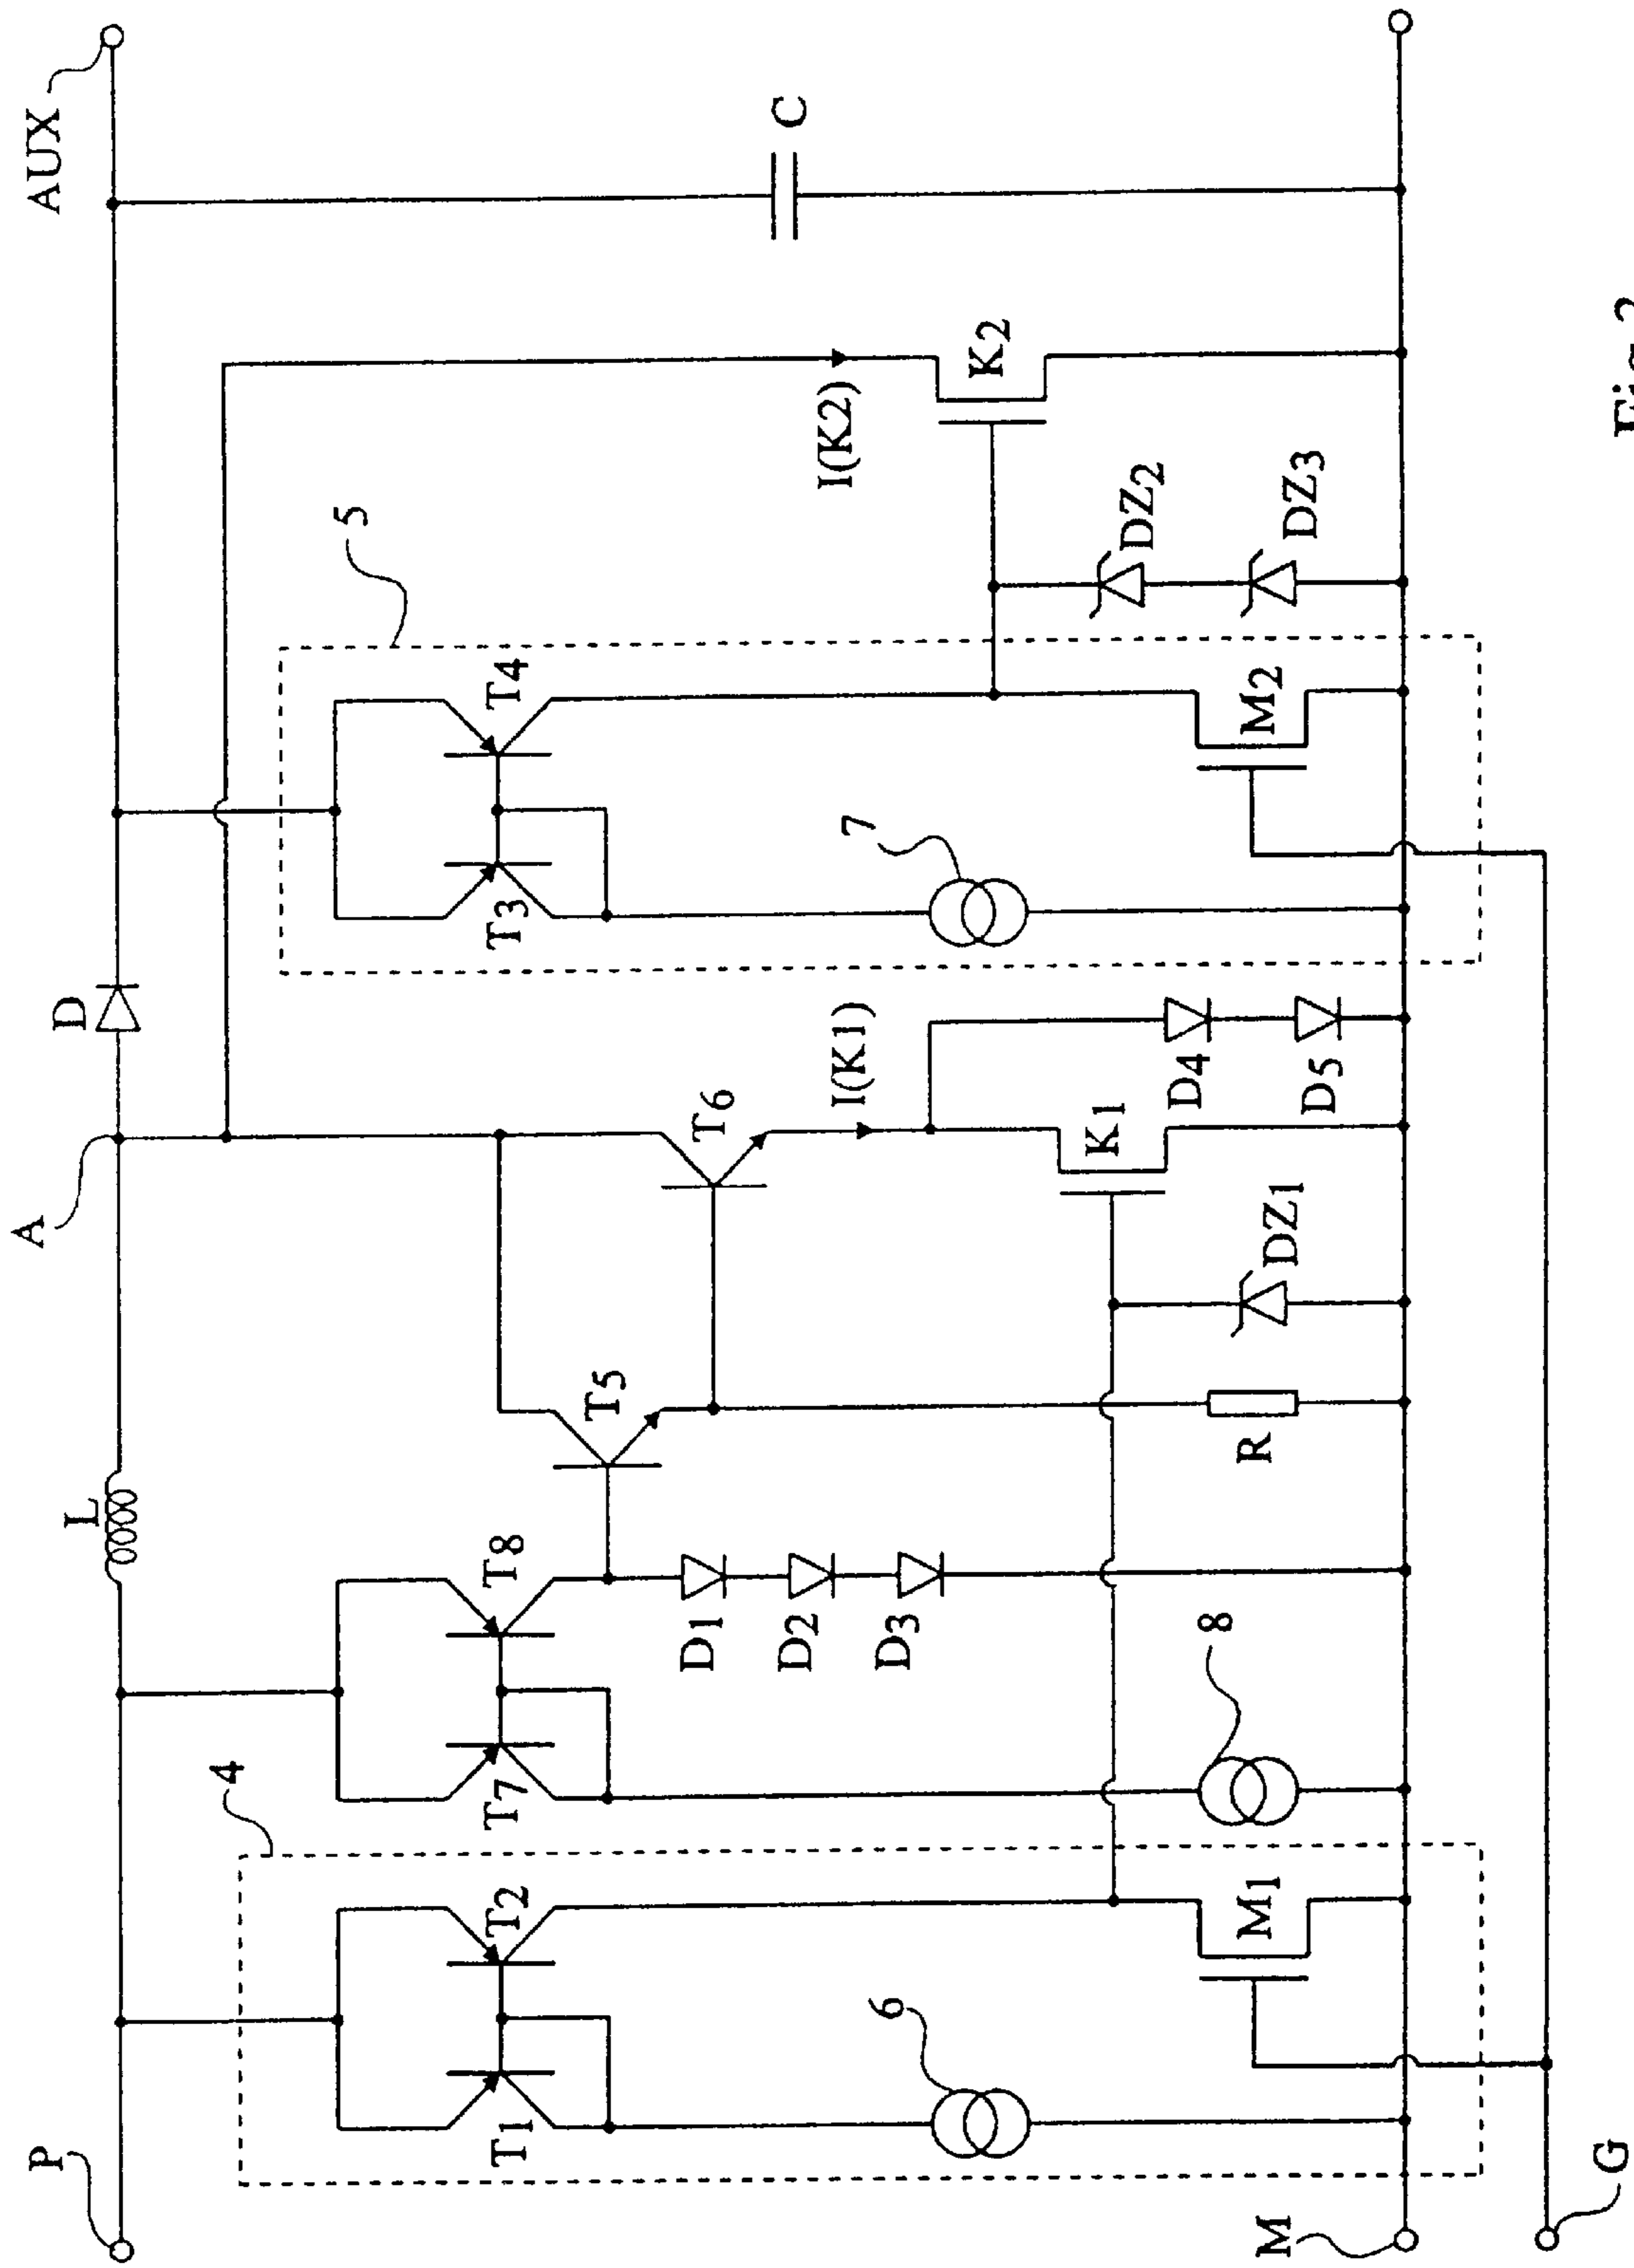 AUX
A
D
L
P
C
5
K2
I(K2)
DZ2
DZ3
T4
T3
7
M2
T6
I(K1)
D4
D5
K1
DZ1
T5
R
T8
T7
D1
D2
D3
8
4
T2
T1
6
M1
M
G